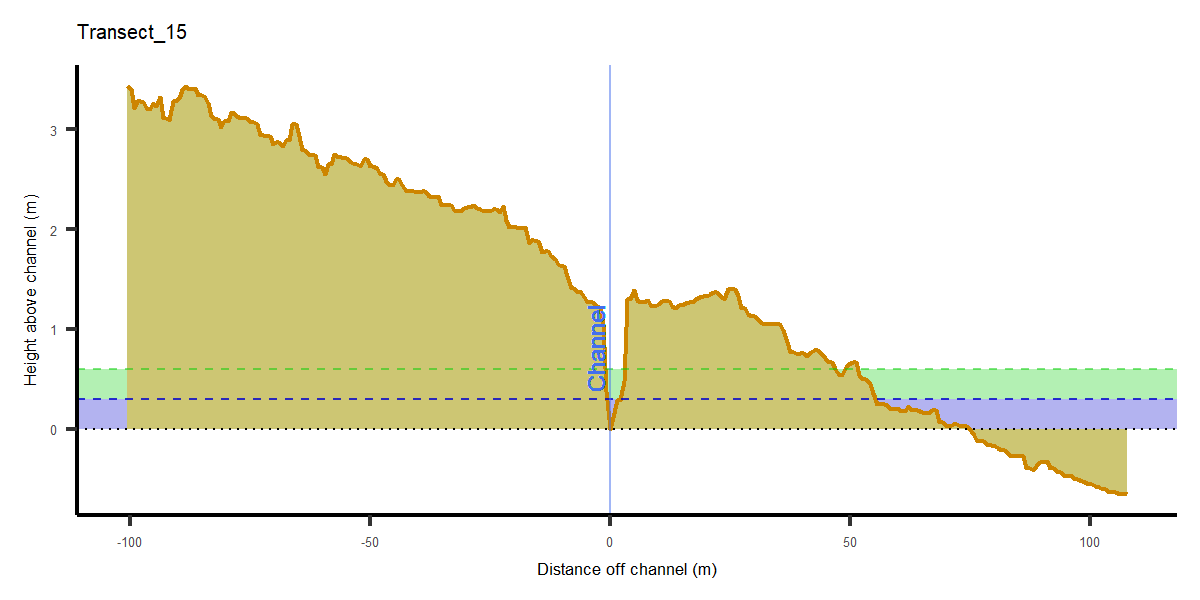 Transect_15
Height above channel (m)
3
2
1
0
Channel
-100
-50
0
50
100
Distance off channel (m)